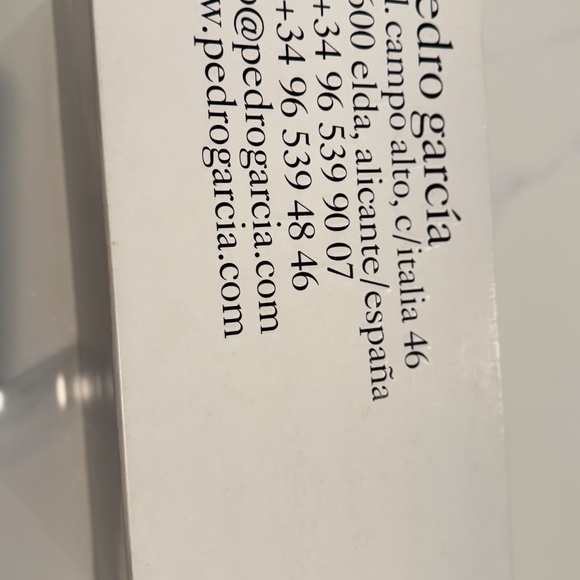 edro garcía
l. campo alto, c/italia 46
600 elda, alicante/españa
+34 96 539 90 07
+34 96 539 48 46
o@pedrogarcia.com
w.pedrogarcia.com